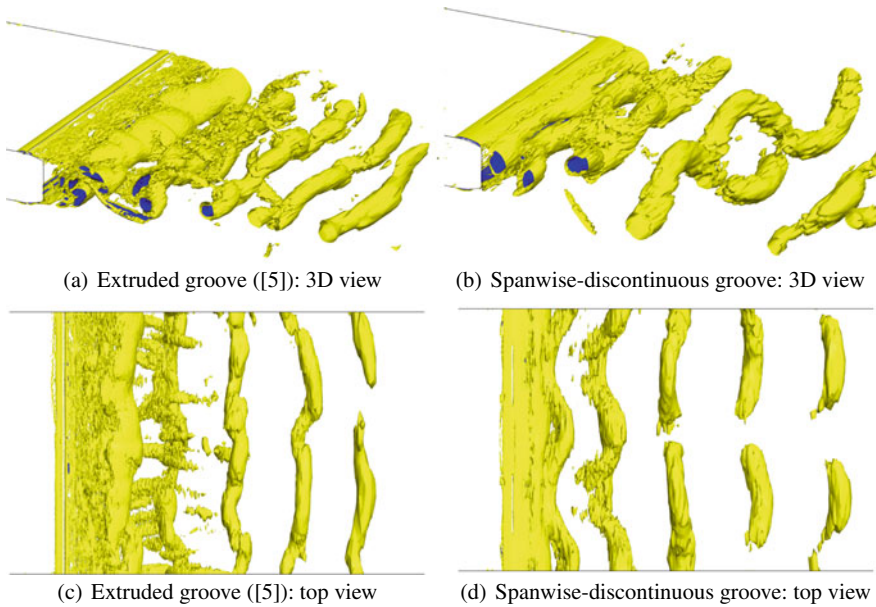 (a) Extruded groove ([5]): 3D view
(b) Spanwise-discontinuous groove: 3D view
(c) Extruded groove ([5]): top view
(d) Spanwise-discontinuous groove: top view